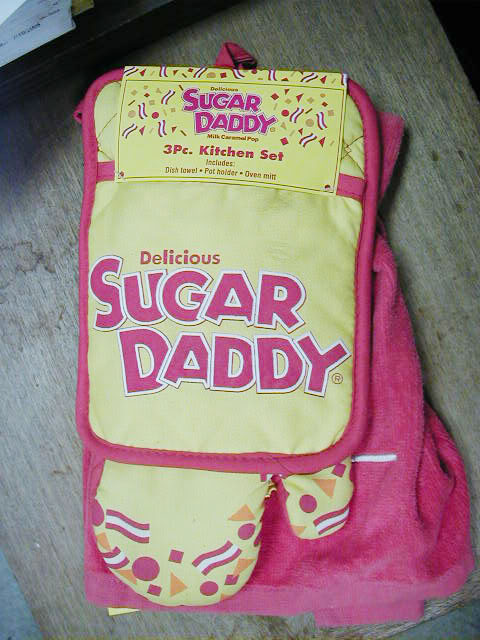 Delicious
SUGAR
DADDY®
Milk Caramel Pop
3Pc. Kitchen Set
Includes:
Dish towel • Pot holder • Oven mitt
Delicious
SUGAR
DADDY®